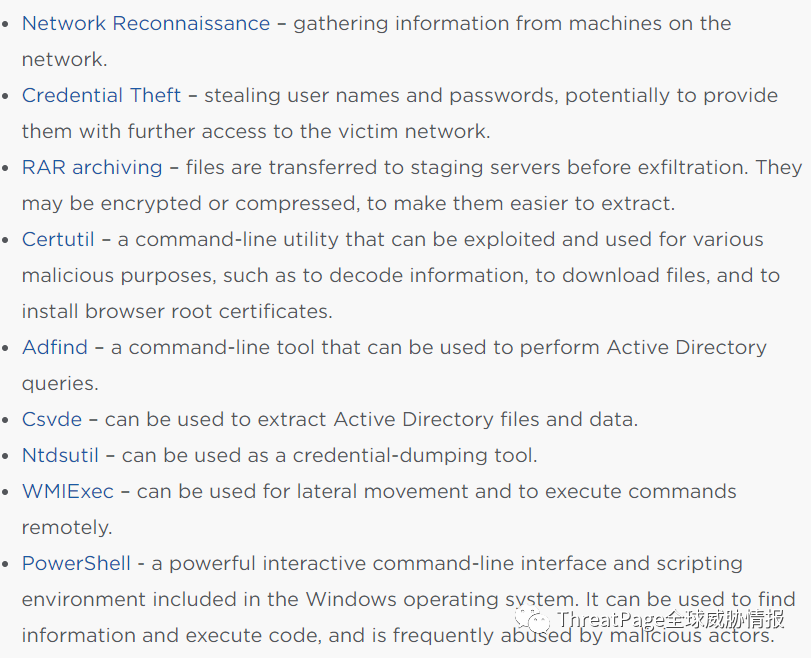 • Network Reconnaissance – gathering information from machines on the
network.
• Credential Theft – stealing user names and passwords, potentially to provide
them with further access to the victim network.
• RAR archiving – files are transferred to staging servers before exfiltration. They
may be encrypted or compressed, to make them easier to extract.
• Certutil – a command-line utility that can be exploited and used for various
malicious purposes, such as to decode information, to download files, and to
install browser root certificates.
• Adfind – a command-line tool that can be used to perform Active Directory
queries.
• Csvde – can be used to extract Active Directory files and data.
• Ntdsutil – can be used as a credential-dumping tool.
• WMIExec – can be used for lateral movement and to execute commands
remotely.
• PowerShell - a powerful interactive command-line interface and scripting
environment included in the Windows operating system. It can be used to find
information and execute code, and is frequently abused by malicious actors.
ThreatPage全球威胁情报